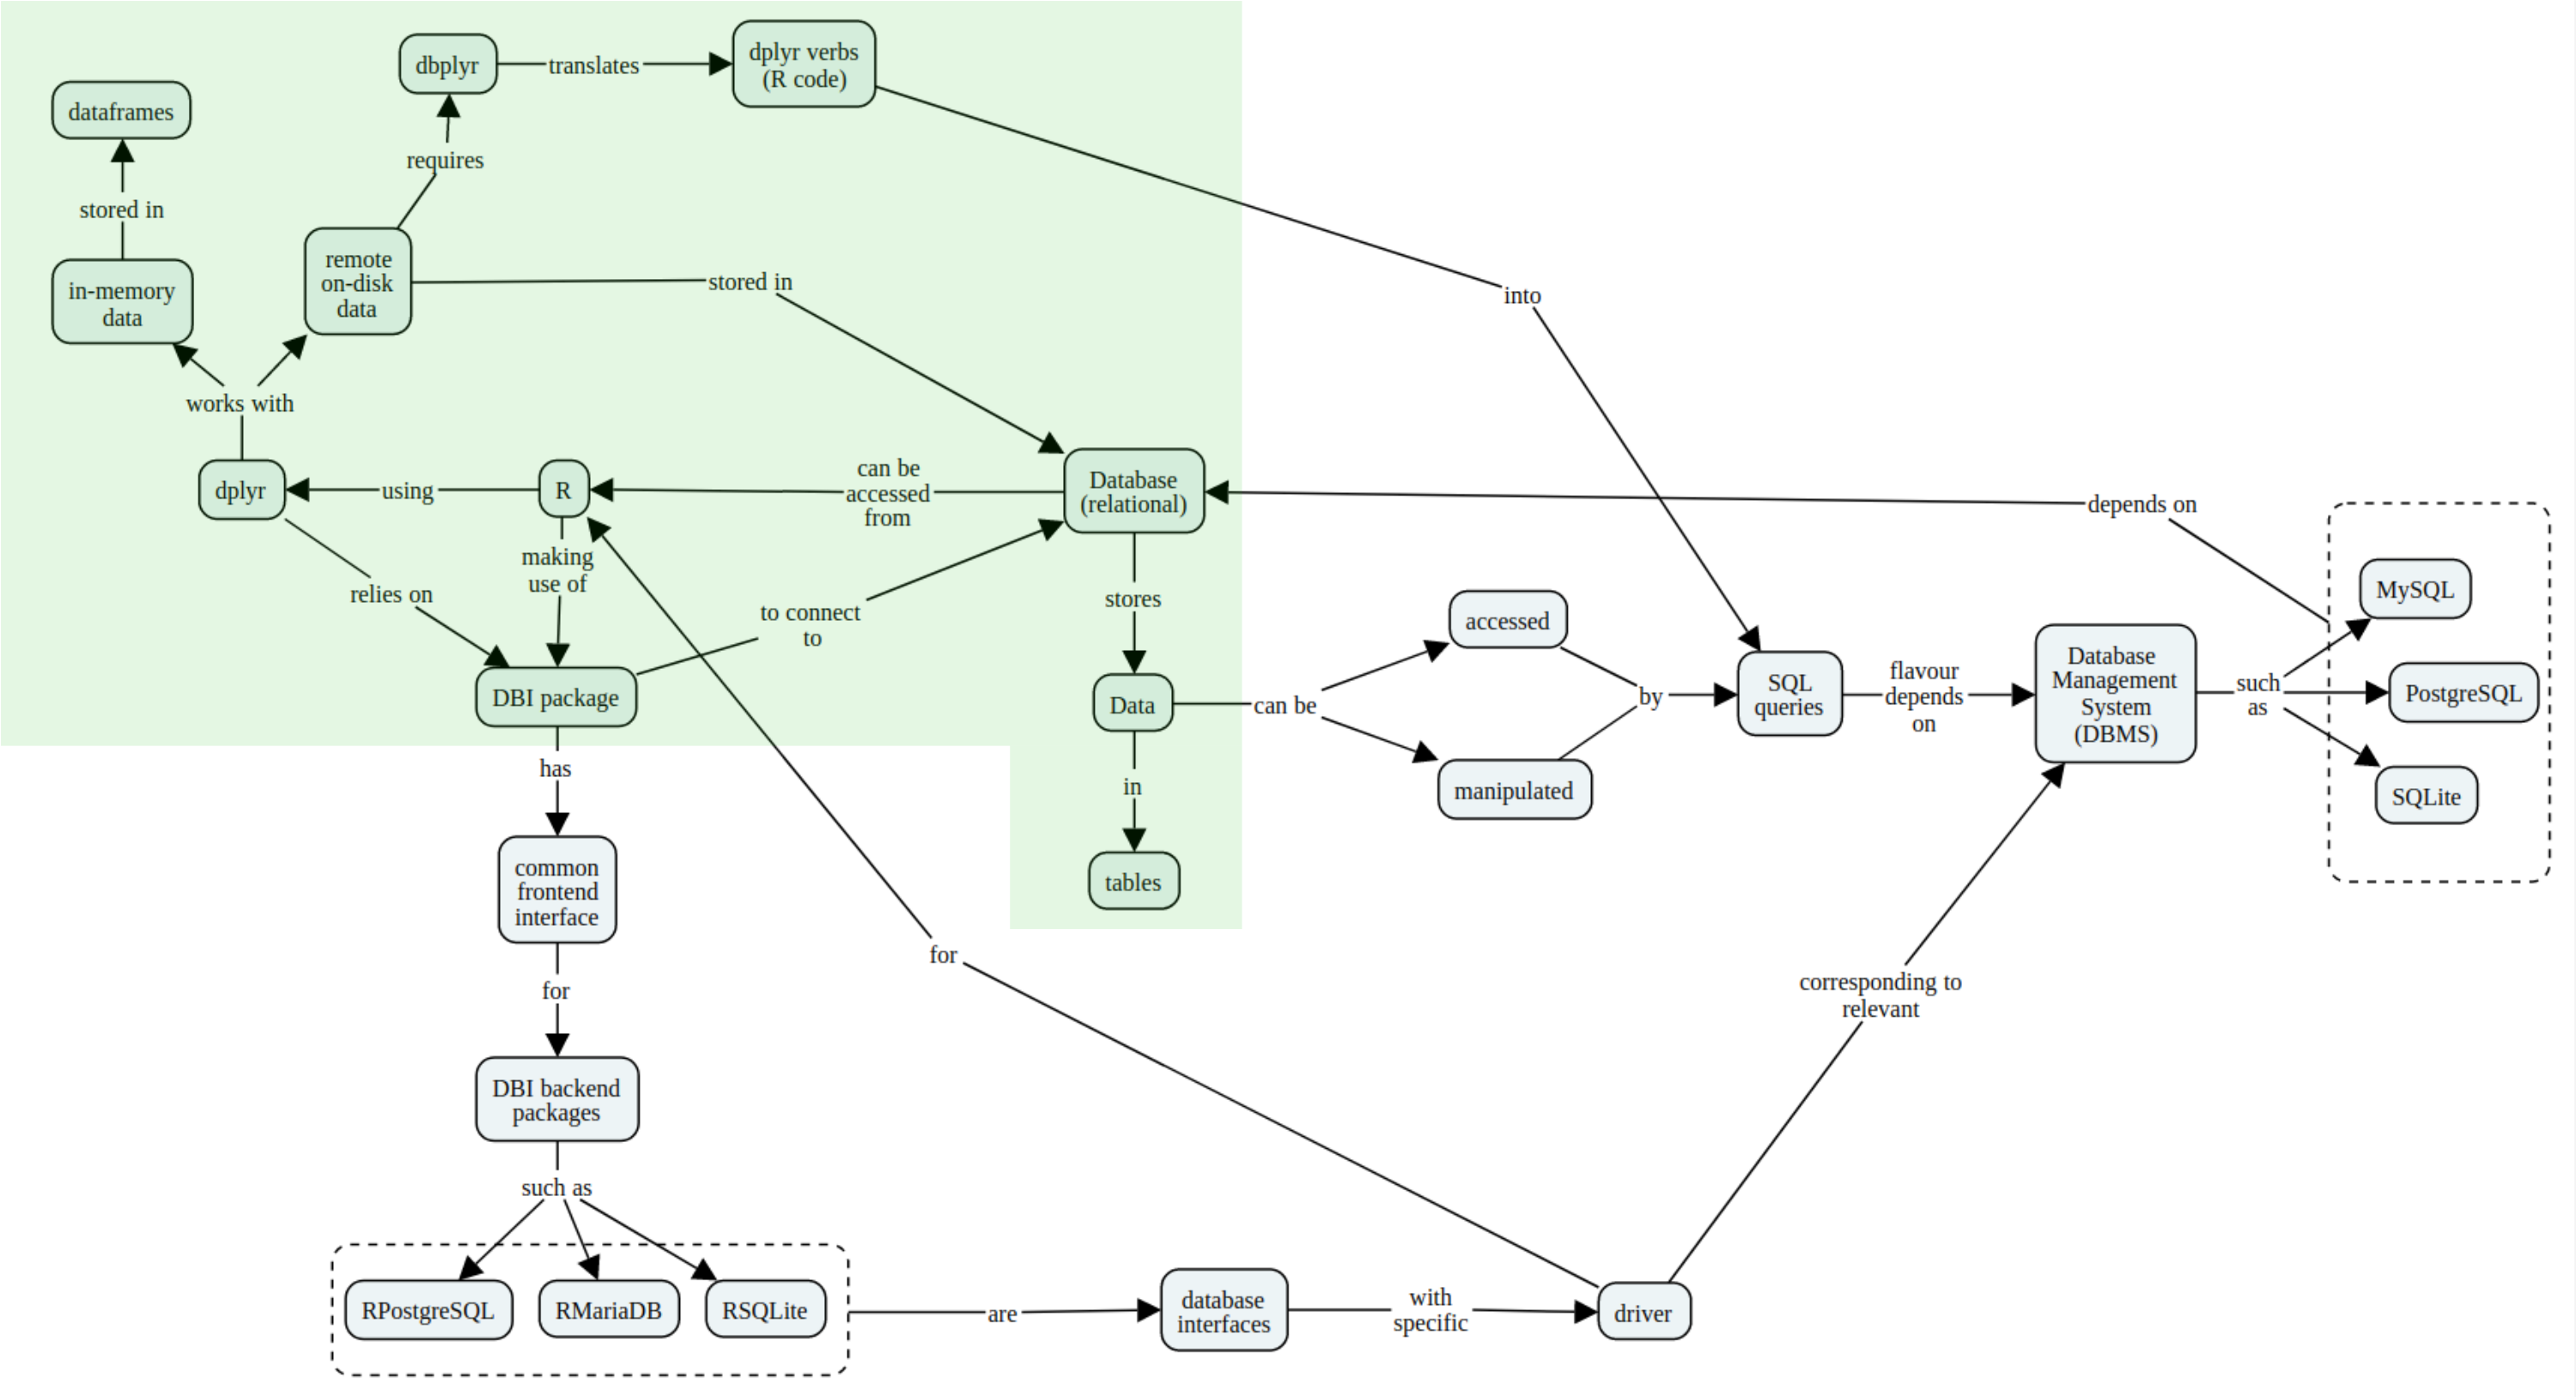 dbplyr
translates
dplyr verbs
(R code)
dataframes
requires
stored in
remote
on-disk
data
in-memory
data
stored in
into
works with
dplyr
using
R
can be
accessed
from
Database
(relational)
depends on
making
use of
relies on
to connect
to
stores
accessed
MySQL
DBI package
Data
can be
by
SQL
queries
flavour
depends
on
Database
Management
System
(DBMS)
such
as
PostgreSQL
manipulated
SQLite
has
in
common
frontend
interface
tables
for
for
corresponding to
relevant
DBI backend
packages
such as
RPostgreSQL
RMariaDB
RSQLite
are
database
interfaces
with
specific
driver